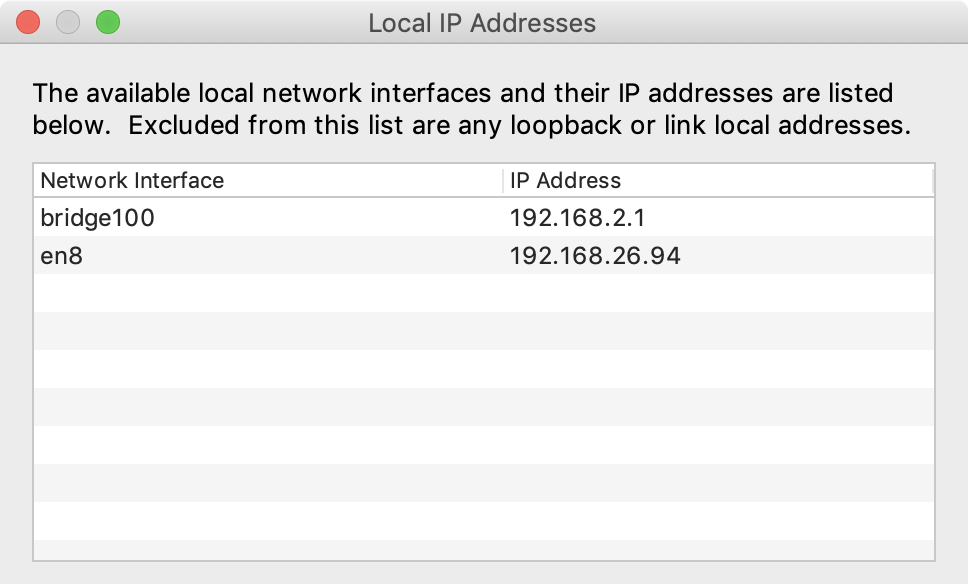 Local IP Addresses
The available local network interfaces and their IP addresses are listed
below.  Excluded from this list are any loopback or link local addresses.
Network Interface IP Address
bridge100 192.168.2.1
en8 192.168.26.94